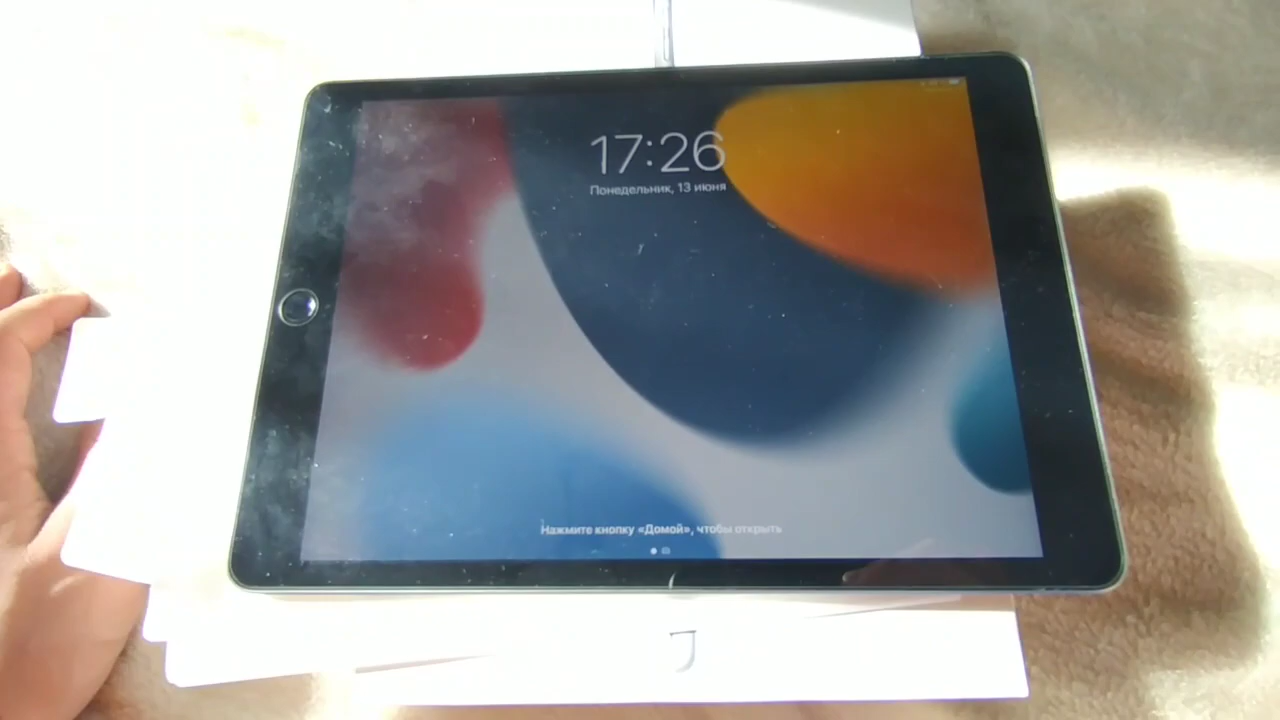 17:26
Понедельник, 13 июня
Нажмите кнопку «Домой», чтобы открыть